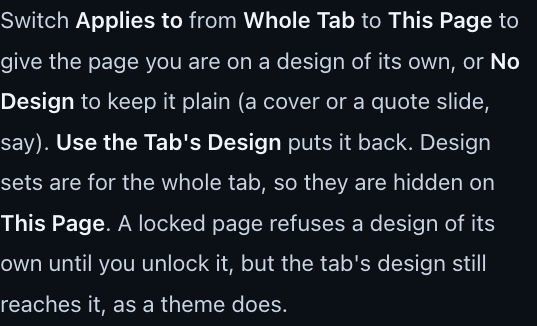 Switch Applies to from Whole Tab to This Page to
give the page you are on a design of its own, or No
Design to keep it plain (a cover or a quote slide,
say). Use the Tab's Design puts it back. Design
sets are for the whole tab, so they are hidden on
This Page. A locked page refuses a design of its
own until you unlock it, but the tab's design still
reaches it, as a theme does.